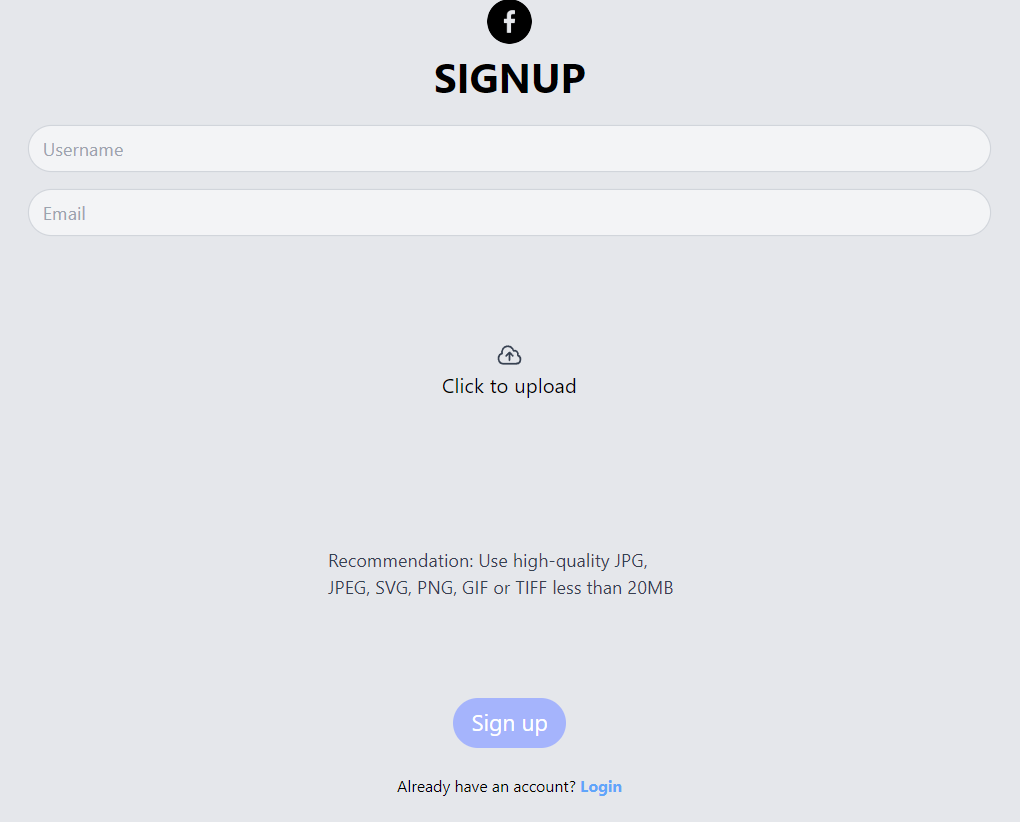 SIGNUP
Username
Email
Click to upload
Recommendation: Use high-quality JPG,
JPEG, SVG, PNG, GIF or TIFF less than 20MB
Sign up
Already have an account? Login